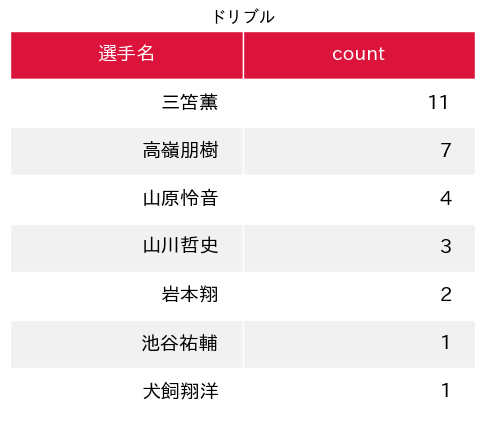 ドリブル
選手名 count
三笘薫 11
高嶺朋樹 7
山原怜音 4
山川哲史 3
岩本翔 2
池谷祐輔 1
犬飼翔洋 1